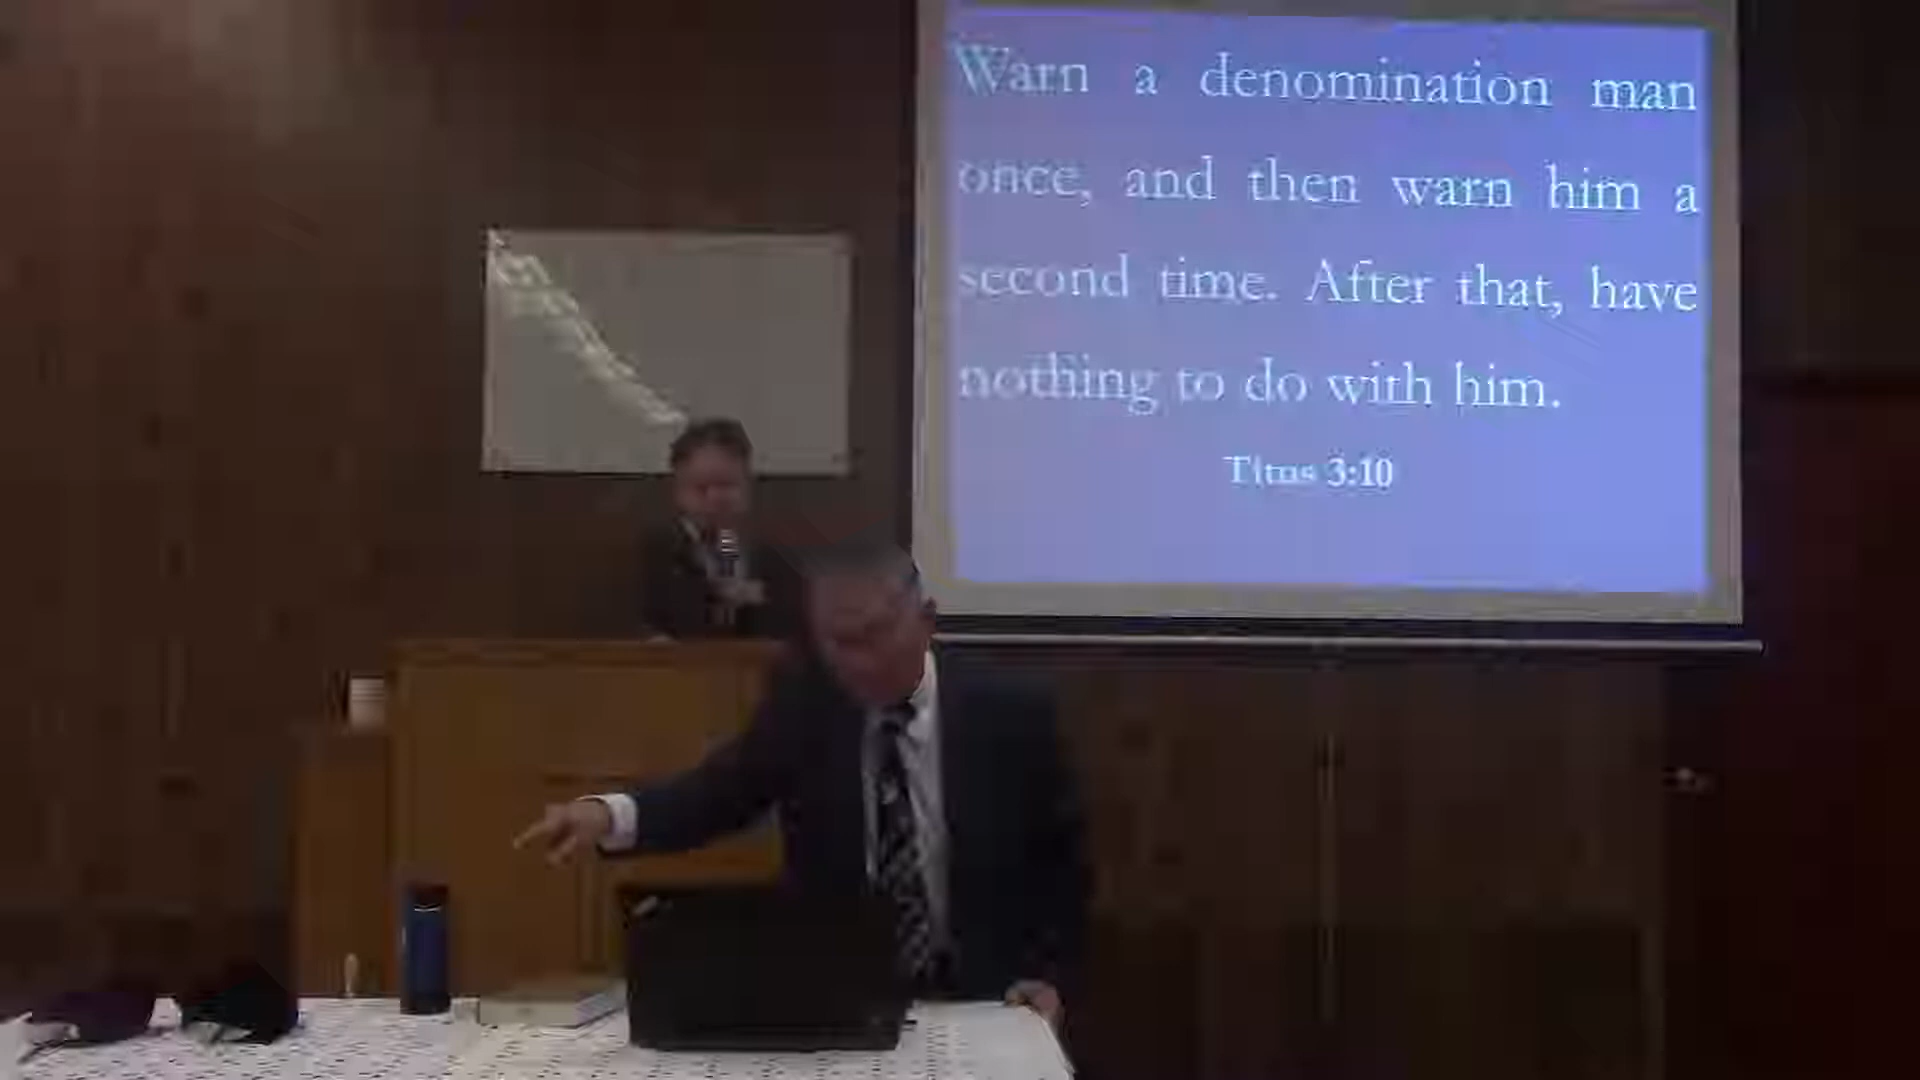 Warn a denomination man
once, and then warn him a
second time. After that, have
nothing to do with him.
Titus 3:10